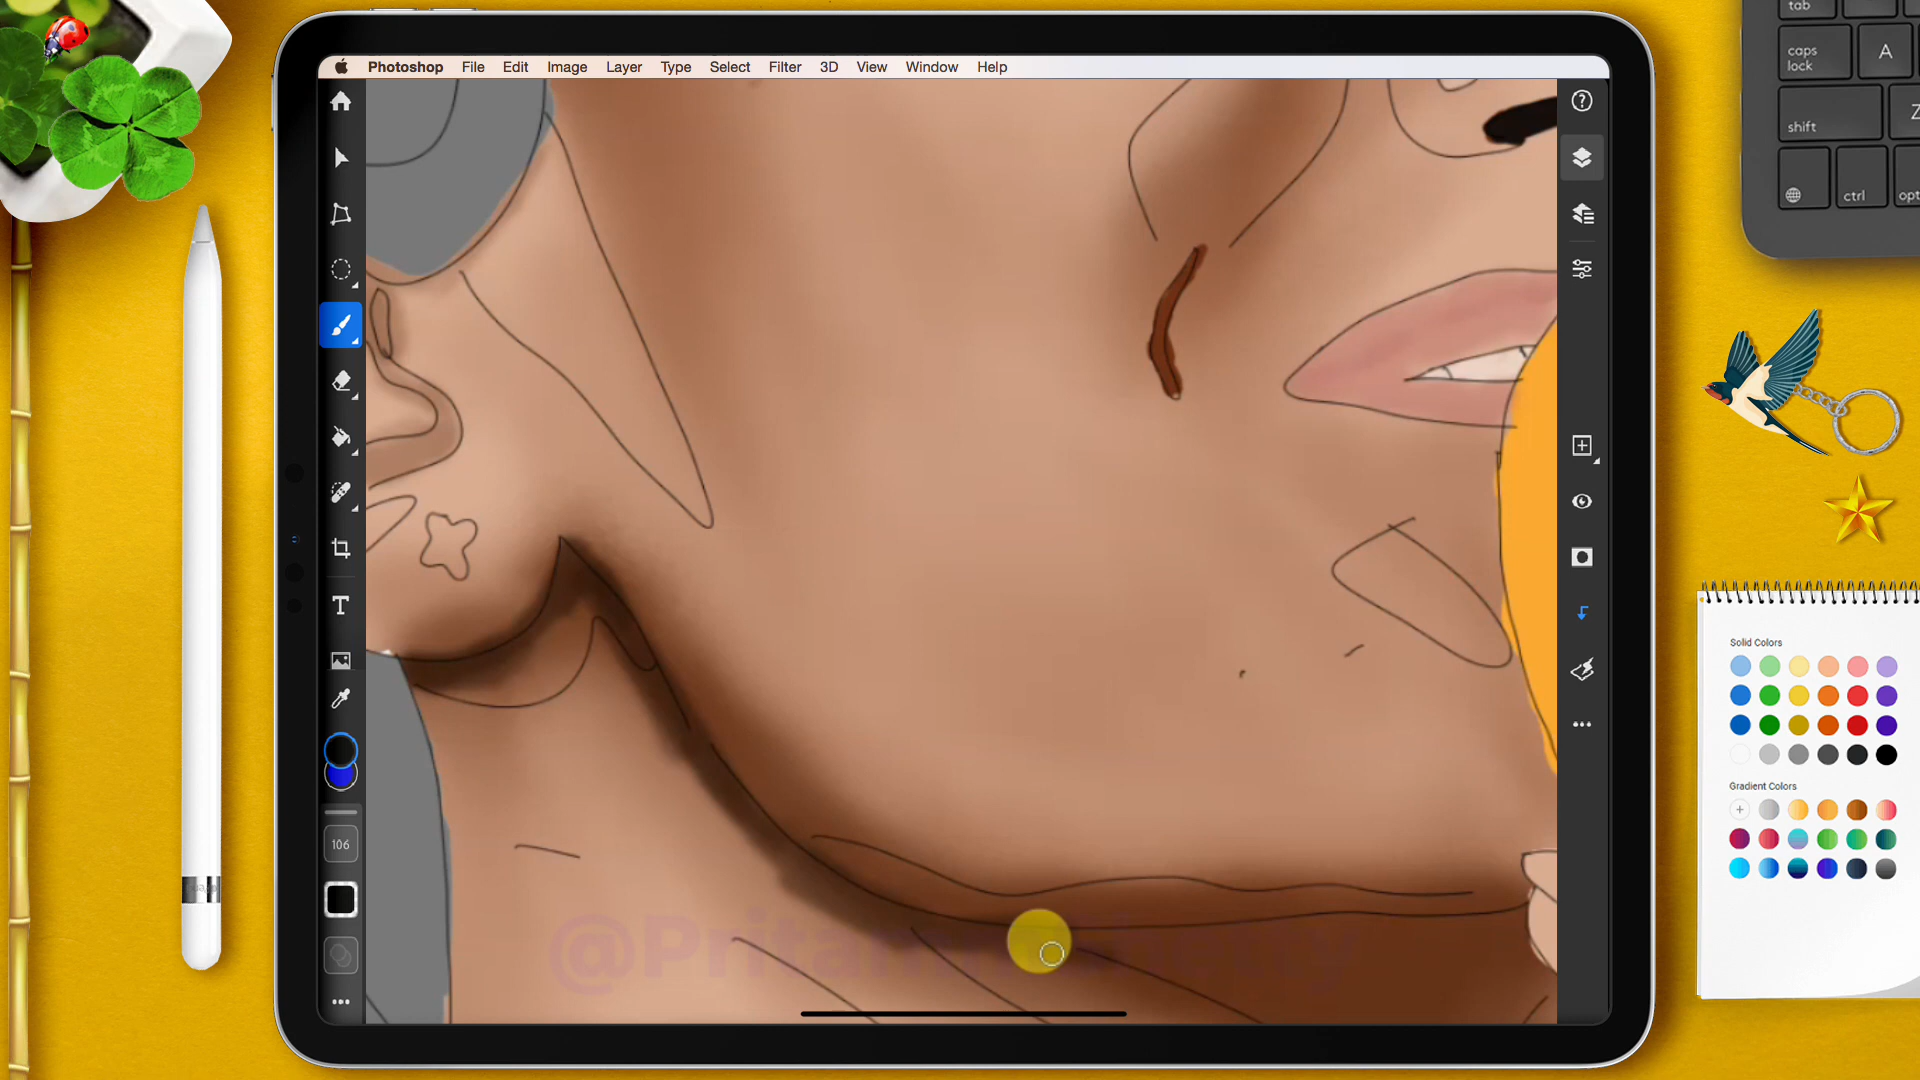 Photoshop File Edit Image Layer Type Select Filter 3D View Window Help
tab
caps lock
A
shift
Z
ctrl
opt
T
106
Solid Colors
Gradient Colors